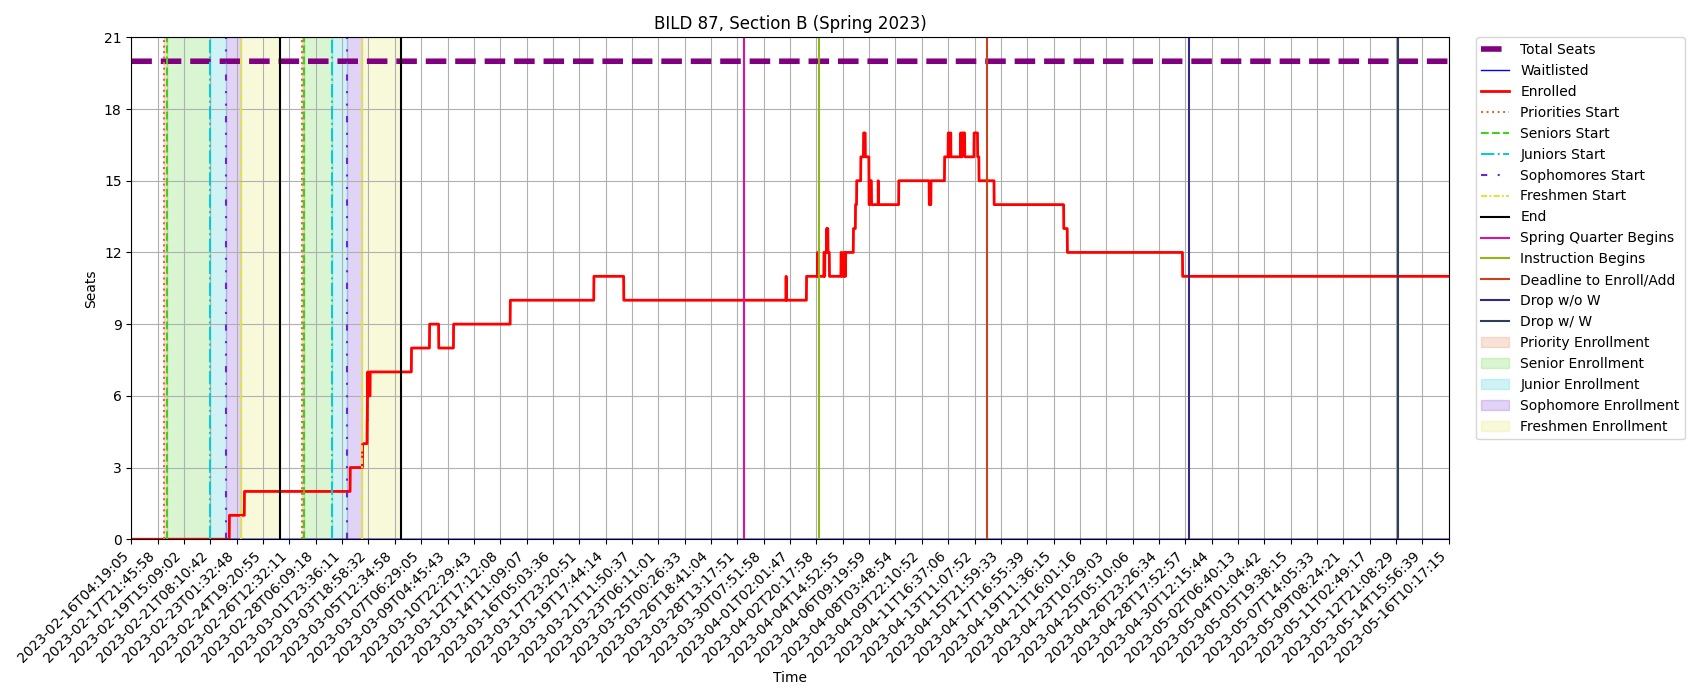 BILD 87, Section B (Spring 2023)
Seats
21
18
15
12
9
6
3
0
2023-02-16T04:19:05
2023-02-17T21:45:58
2023-02-19T15:09:02
2023-02-21T08:10:42
2023-02-23T01:32:48
2023-02-24T19:20:55
2023-02-26T12:32:11
2023-02-28T06:09:18
2023-03-01T23:36:11
2023-03-03T18:58:32
2023-03-05T12:34:58
2023-03-07T06:29:05
2023-03-09T04:45:43
2023-03-10T22:29:43
2023-03-12T17:12:08
2023-03-14T11:09:07
2023-03-16T05:03:36
2023-03-17T23:20:51
2023-03-19T17:44:14
2023-03-21T11:50:37
2023-03-23T06:11:01
2023-03-25T00:26:33
2023-03-26T18:41:04
2023-03-28T13:17:51
2023-03-30T07:51:58
2023-04-01T02:01:47
2023-04-02T20:17:58
2023-04-04T14:52:55
2023-04-06T09:19:59
2023-04-08T03:48:54
2023-04-09T22:10:52
2023-04-11T16:37:06
2023-04-13T11:07:52
2023-04-15T21:59:33
2023-04-17T16:55:39
2023-04-19T11:36:15
2023-04-21T06:01:16
2023-04-23T10:29:03
2023-04-25T05:10:06
2023-04-26T23:26:34
2023-04-28T17:52:57
2023-04-30T12:15:44
2023-05-02T06:40:13
2023-05-04T01:04:42
2023-05-05T19:38:15
2023-05-07T14:05:33
2023-05-09T08:24:21
2023-05-11T02:49:17
2023-05-12T21:08:29
2023-05-14T15:56:39
2023-05-16T10:17:15
Time
Total Seats
Waitlisted
Enrolled
Priorities Start
Seniors Start
Juniors Start
Sophomores Start
Freshmen Start
End
Spring Quarter Begins
Instruction Begins
Deadline to Enroll/Add
Drop w/o W
Drop w/ W
Priority Enrollment
Senior Enrollment
Junior Enrollment
Sophomore Enrollment
Freshmen Enrollment